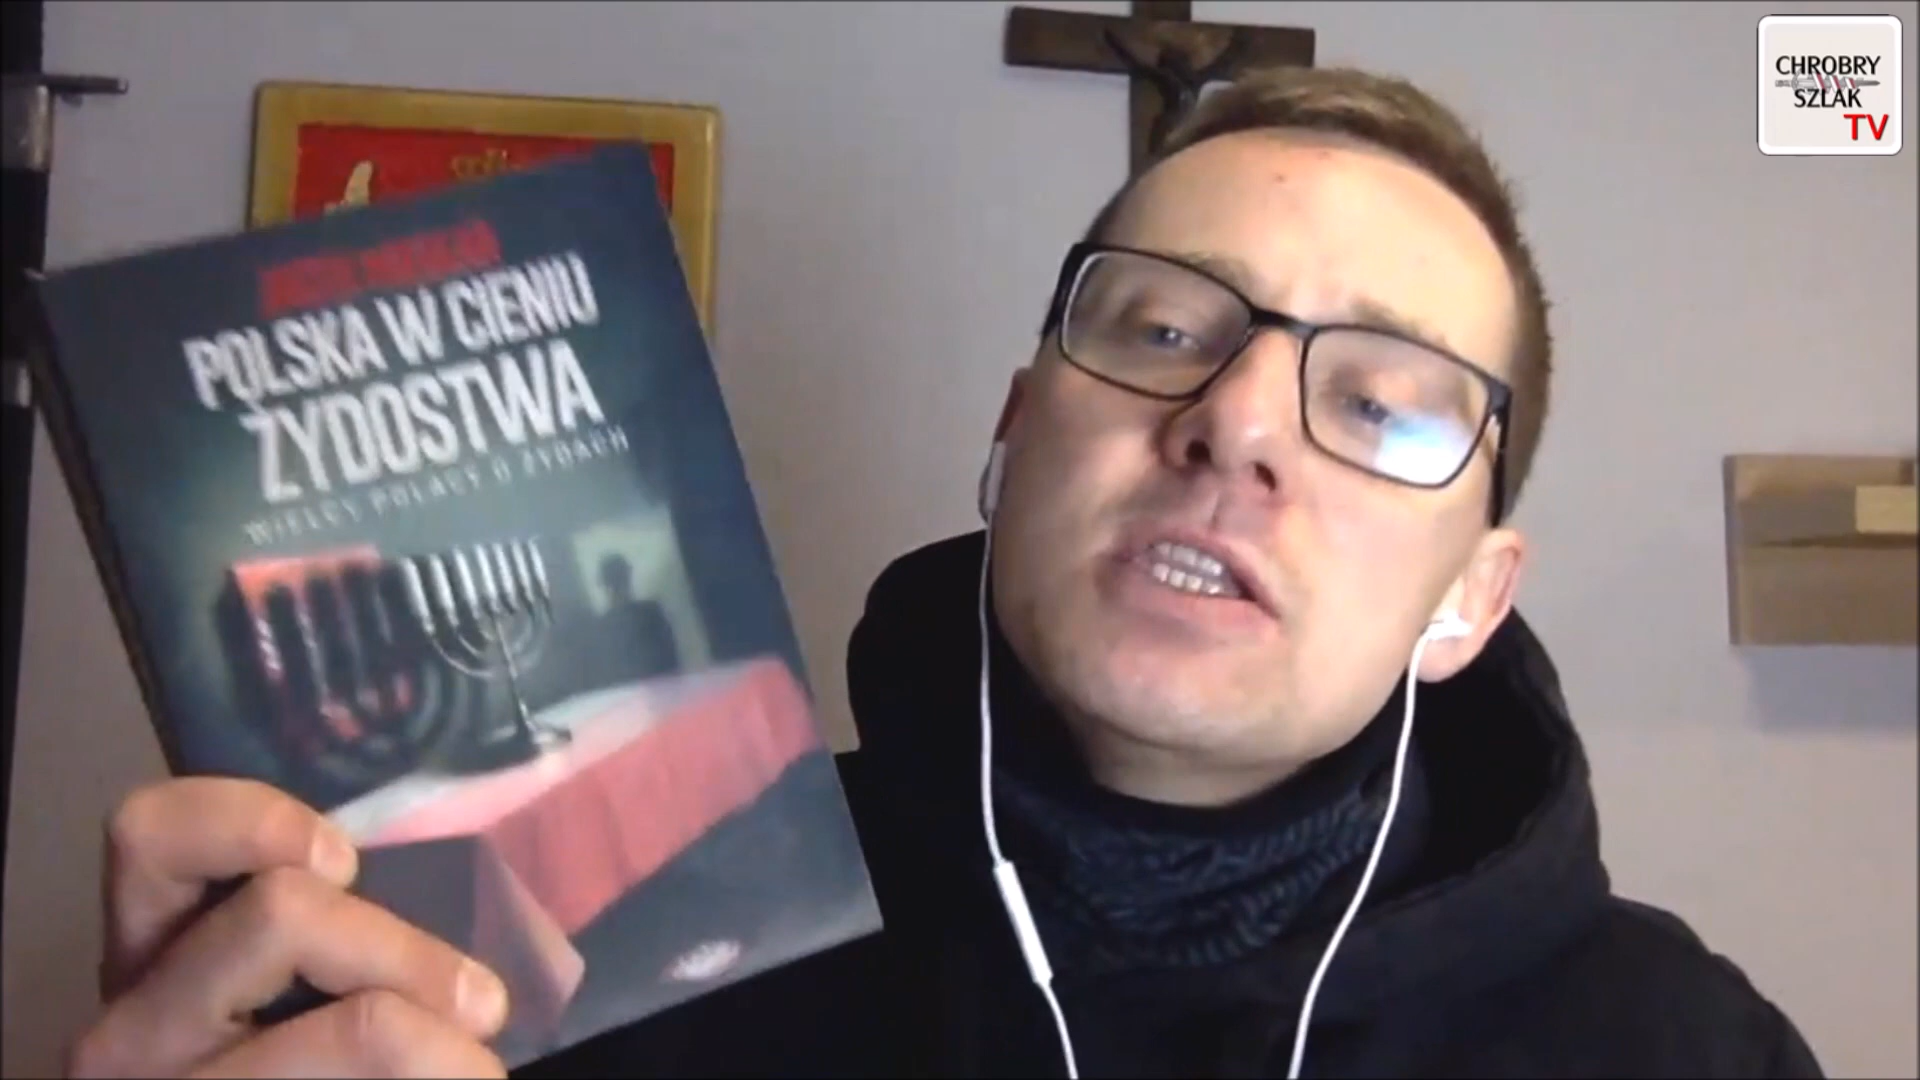 POLSKA W CIENIU
ŻYDOSTWA
WIELCY POLACY O ŻYDACH
CHROBRY
SZLAK
TV